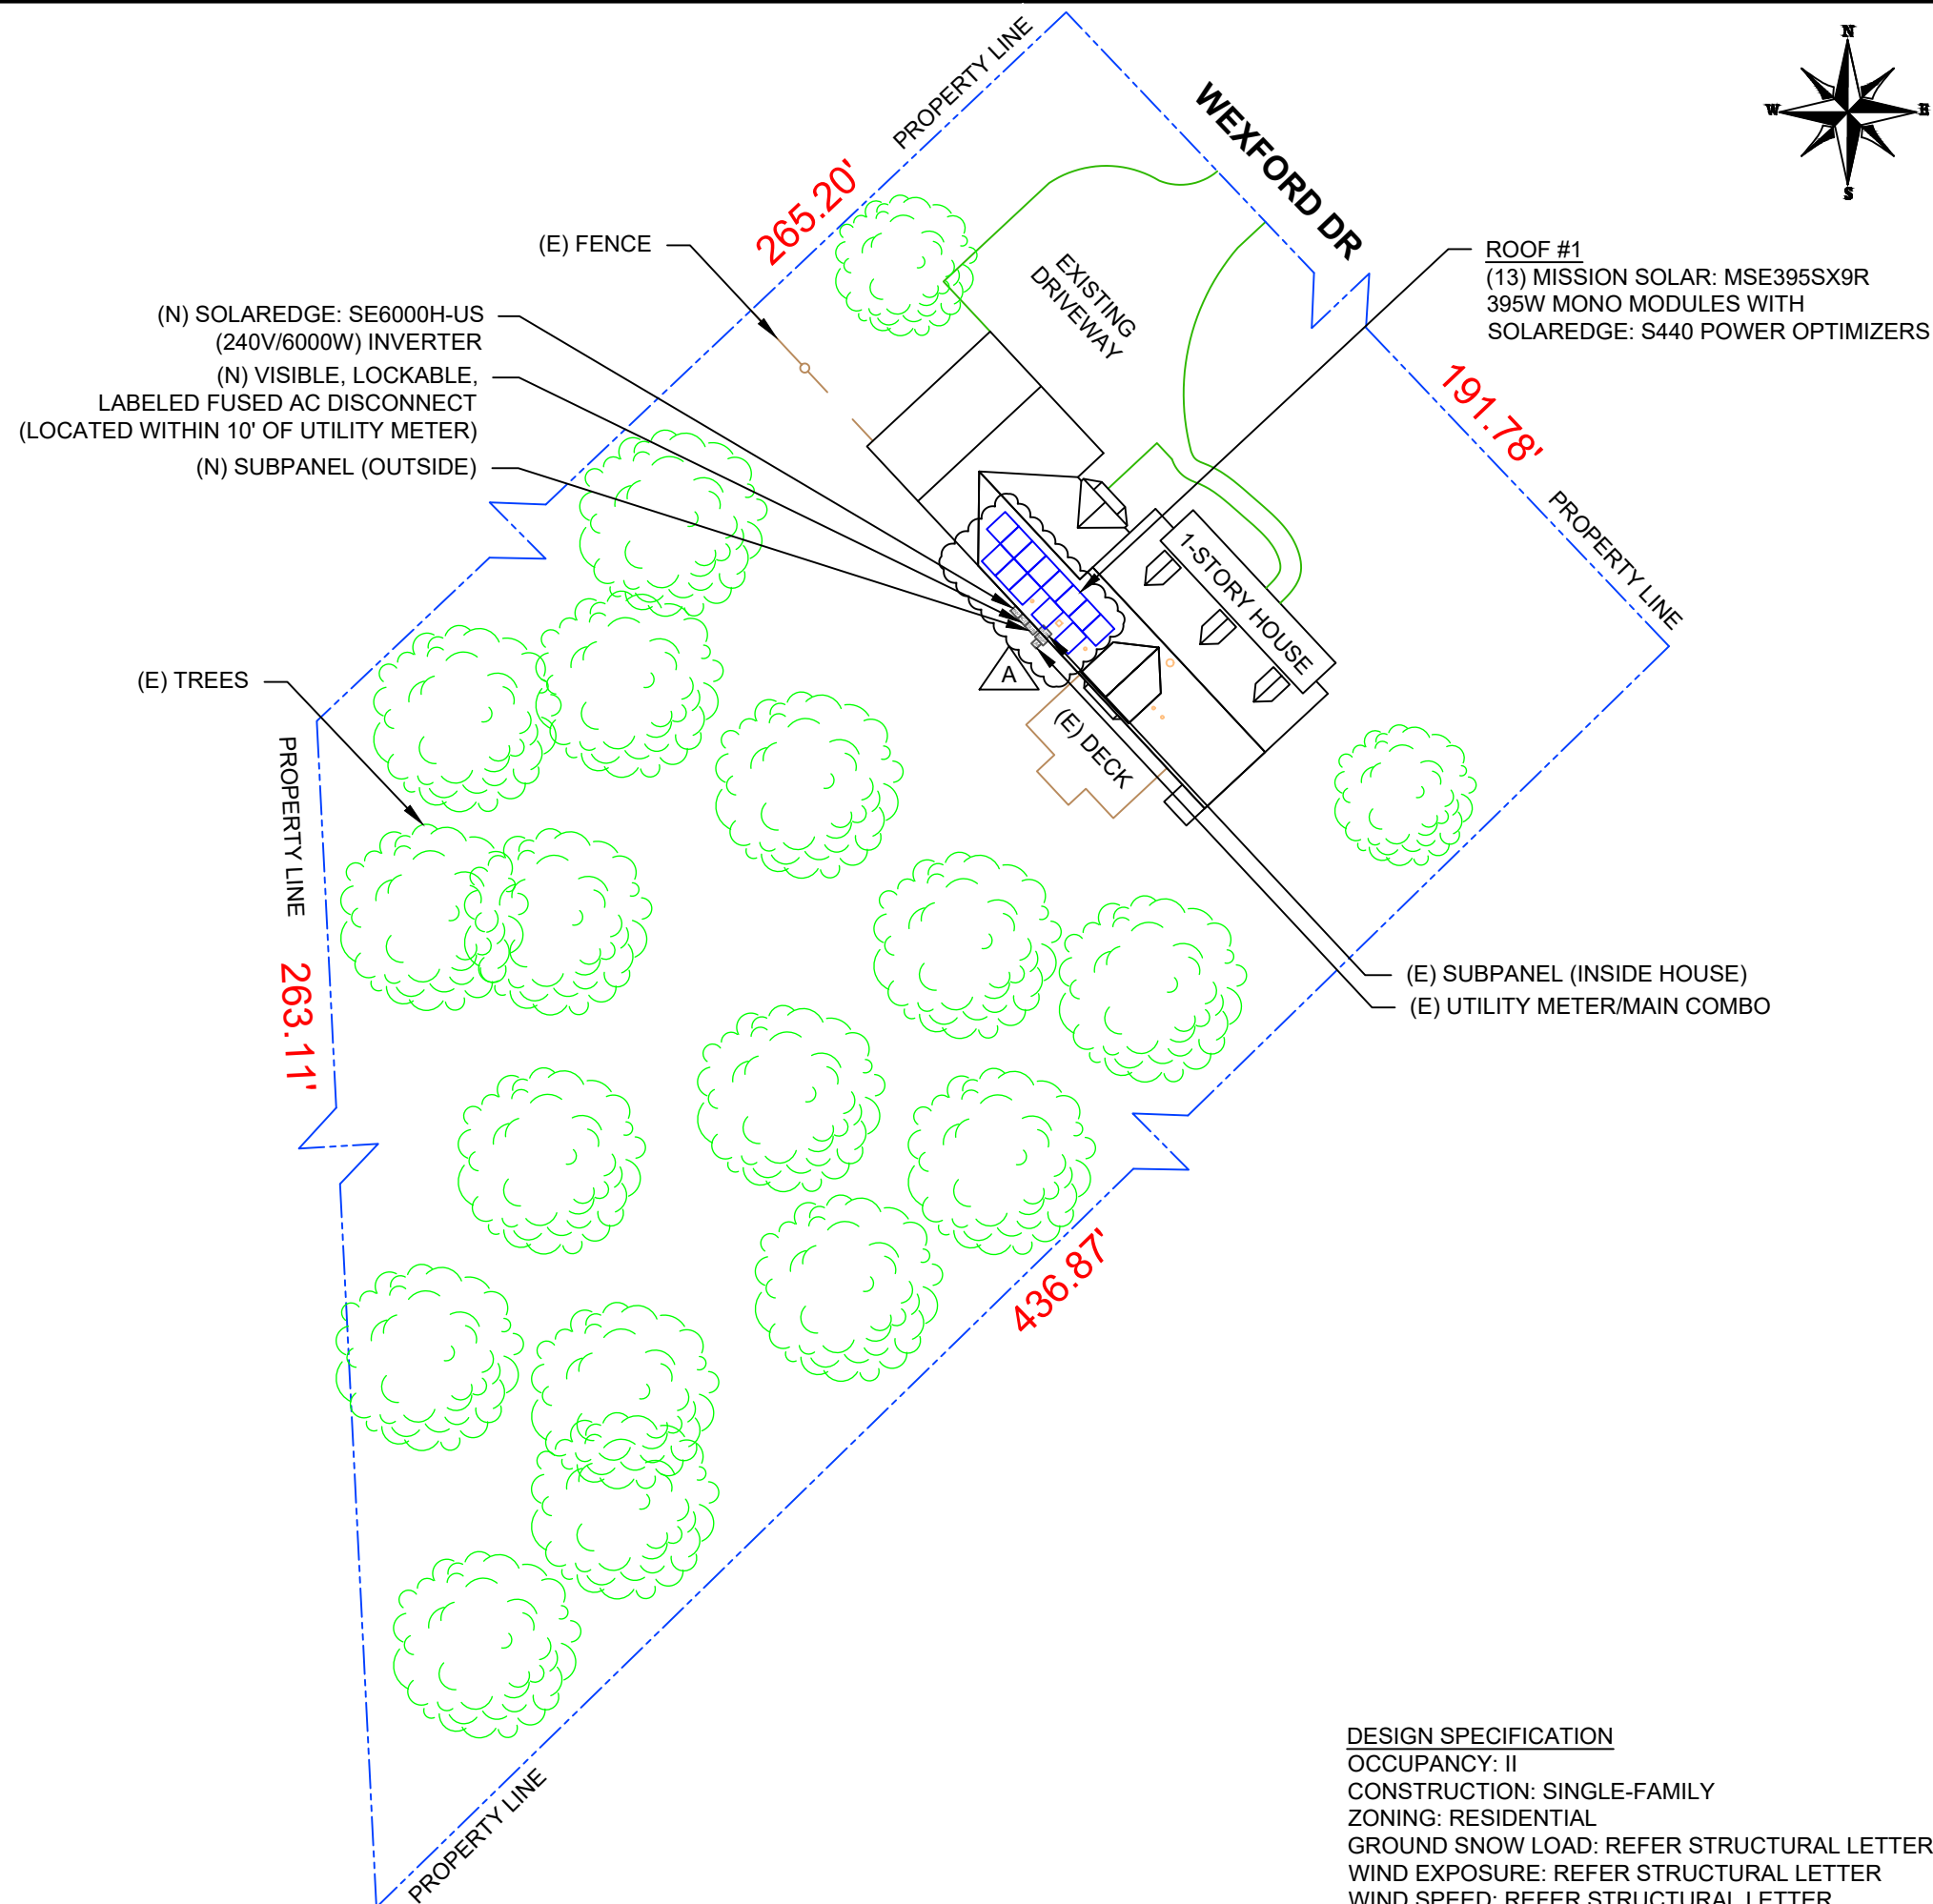 PROPERTY LINE
N
W
E
S
WEXFORD DR
265.20'
(E) FENCE
EXISTING
DRIVEWAY
ROOF #1
(13) MISSION SOLAR: MSE395SX9R
395W MONO MODULES WITH
SOLAREDGE: S440 POWER OPTIMIZERS
(N) SOLAREDGE: SE6000H-US
(240V/6000W) INVERTER
(N) VISIBLE, LOCKABLE,
LABELED FUSED AC DISCONNECT
(LOCATED WITHIN 10' OF UTILITY METER)
(N) SUBPANEL (OUTSIDE)
191.78'
PROPERTY LINE
1-STORY HOUSE
A
(E) DECK
(E) TREES
PROPERTY LINE
263.11'
(E) SUBPANEL (INSIDE HOUSE)
(E) UTILITY METER/MAIN COMBO
436.87'
PROPERTY LINE
DESIGN SPECIFICATION
OCCUPANCY: II
CONSTRUCTION: SINGLE-FAMILY
ZONING: RESIDENTIAL
GROUND SNOW LOAD: REFER STRUCTURAL LETTER
WIND EXPOSURE: REFER STRUCTURAL LETTER
WIND SPEED: REFER STRUCTURAL LETTER